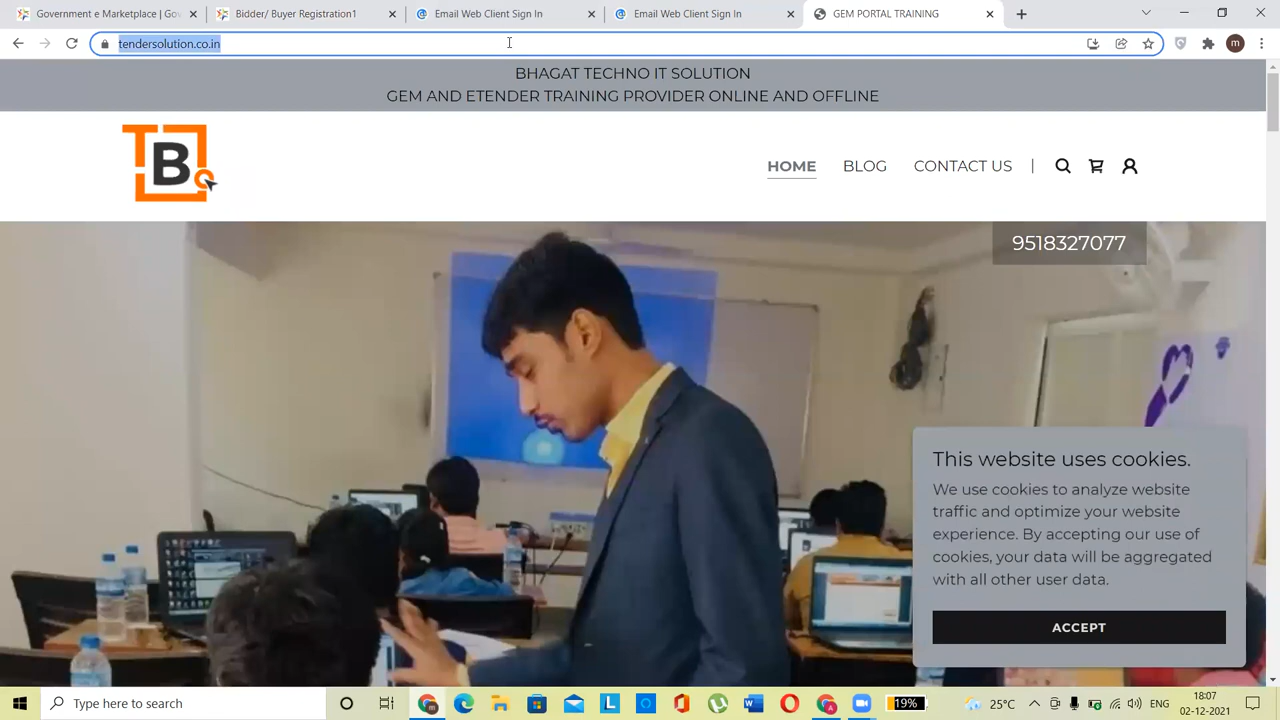 Government e Marketplace | Gov
Bidder/ Buyer Registration1
Email Web Client Sign In
Email Web Client Sign In
GEM PORTAL TRAINING
tendersolution.co.in
m
BHAGAT TECHNO IT SOLUTION
GEM AND ETENDER TRAINING PROVIDER ONLINE AND OFFLINE
B
HOME BLOG CONTACT US
9518327077
This website uses cookies.
We use cookies to analyze website
traffic and optimize your website
experience. By accepting our use of
cookies, your data will be aggregated
with all other user data.
ACCEPT
Type here to search
19%
25°C
ENG
18:07
02-12-2021